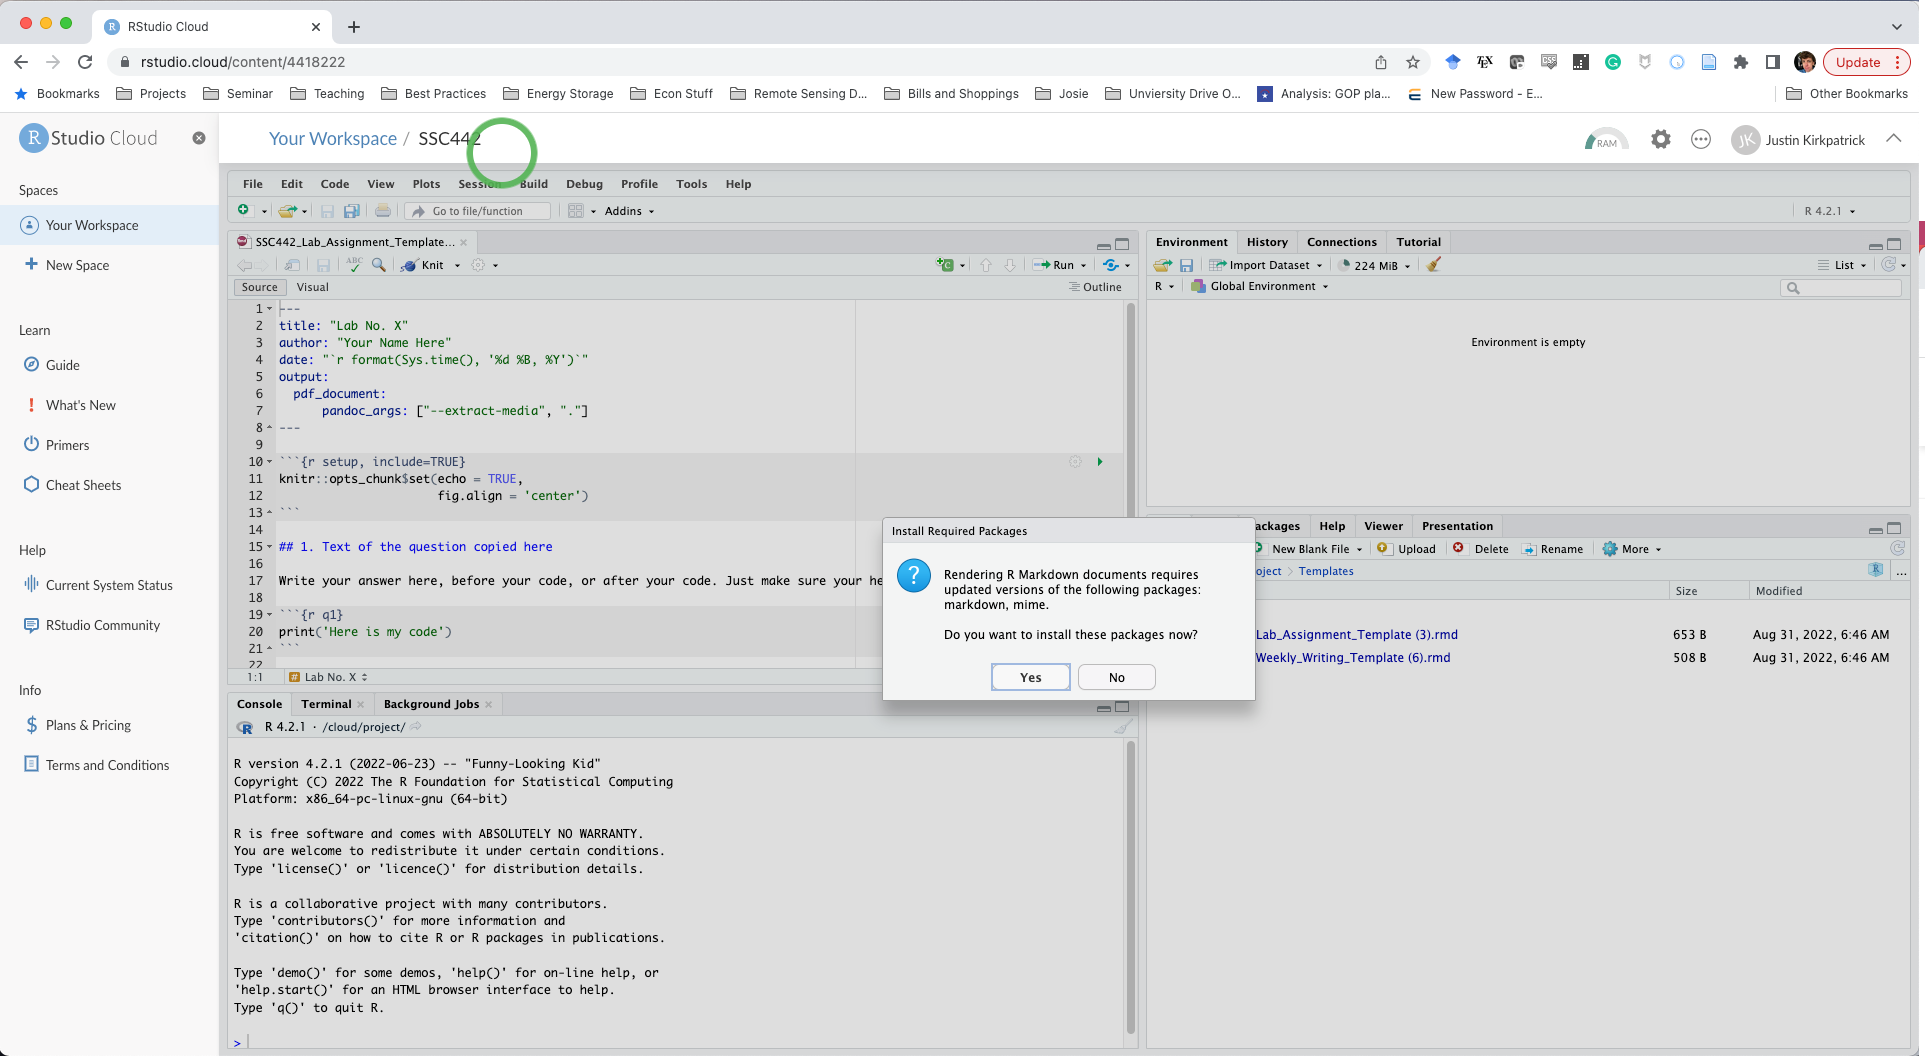 RStudio Cloud
rstudio.cloud/content/4418222
Update
Bookmarks Projects Seminar Teaching Best Practices Energy Storage Econ Stuff Remote Sensing D... Bills and Shoppings Josie Unviersity Drive O... Analysis: GOP pla... New Password - E... Other Bookmarks
R Studio Cloud
Your Workspace / SSC442
RAM
JK Justin Kirkpatrick
Spaces
Your Workspace
New Space
Learn
Guide
What's New
Primers
Cheat Sheets
Help
Current System Status
RStudio Community
Info
Plans & Pricing
Terms and Conditions
File Edit Code View Plots Session Build Debug Profile Tools Help
Go to file/function Addins R 4.2.1
SSC442_Lab_Assignment_Template...
ABC Knit Run
Source Visual Outline
1 ---
2 title: "Lab No. X"
3 author: "Your Name Here"
4 date: "`r format(Sys.time(), '%d %B, %Y')`"
5 output:
6 pdf_document:
7 pandoc_args: ["--extract-media", "."]
8 ---
9
10 ```{r setup, include=TRUE}
11 knitr::opts_chunk$set(echo = TRUE,
12 fig.align = 'center')
13 ```
14
15 ## 1. Text of the question copied here
16
17 Write your answer here, before your code, or after your code. Just make sure your he
18
19 ```{r q1}
20 print('Here is my code')
21 ```
22
1:1 # Lab No. X
Console Terminal Background Jobs
R 4.2.1 · /cloud/project/
R version 4.2.1 (2022-06-23) -- "Funny-Looking Kid"
Copyright (C) 2022 The R Foundation for Statistical Computing
Platform: x86_64-pc-linux-gnu (64-bit)
R is free software and comes with ABSOLUTELY NO WARRANTY.
You are welcome to redistribute it under certain conditions.
Type 'license()' or 'licence()' for distribution details.
R is a collaborative project with many contributors.
Type 'contributors()' for more information and
'citation()' on how to cite R or R packages in publications.
Type 'demo()' for some demos, 'help()' for on-line help, or
'help.start()' for an HTML browser interface to help.
Type 'q()' to quit R.
>
Environment History Connections Tutorial
Import Dataset 224 MiB List
R Global Environment
Environment is empty
Install Required Packages
Rendering R Markdown documents requires
updated versions of the following packages:
markdown, mime.
Do you want to install these packages now?
Yes No
ackages Help Viewer Presentation
New Blank File Upload Delete Rename More
oject Templates ...
Size Modified
Lab_Assignment_Template (3).rmd 653 B Aug 31, 2022, 6:46 AM
Weekly_Writing_Template (6).rmd 508 B Aug 31, 2022, 6:46 AM